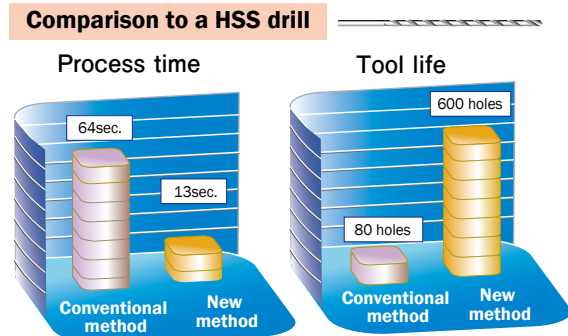 Comparison to a HSS drill
Process time
64sec.
13sec.
Conventional
method
New
method
Tool life
600 holes
80 holes
Conventional
method
New
method